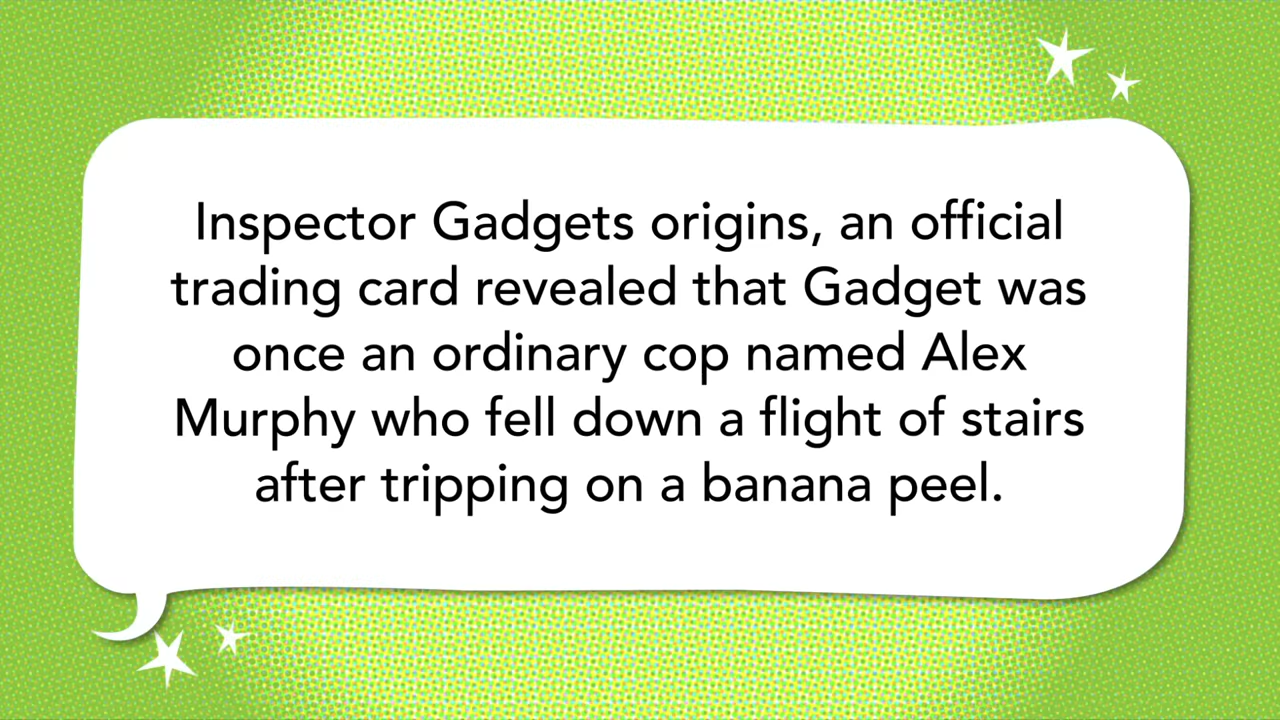 Inspector Gadgets origins, an official
trading card revealed that Gadget was
once an ordinary cop named Alex
Murphy who fell down a flight of stairs
after tripping on a banana peel.